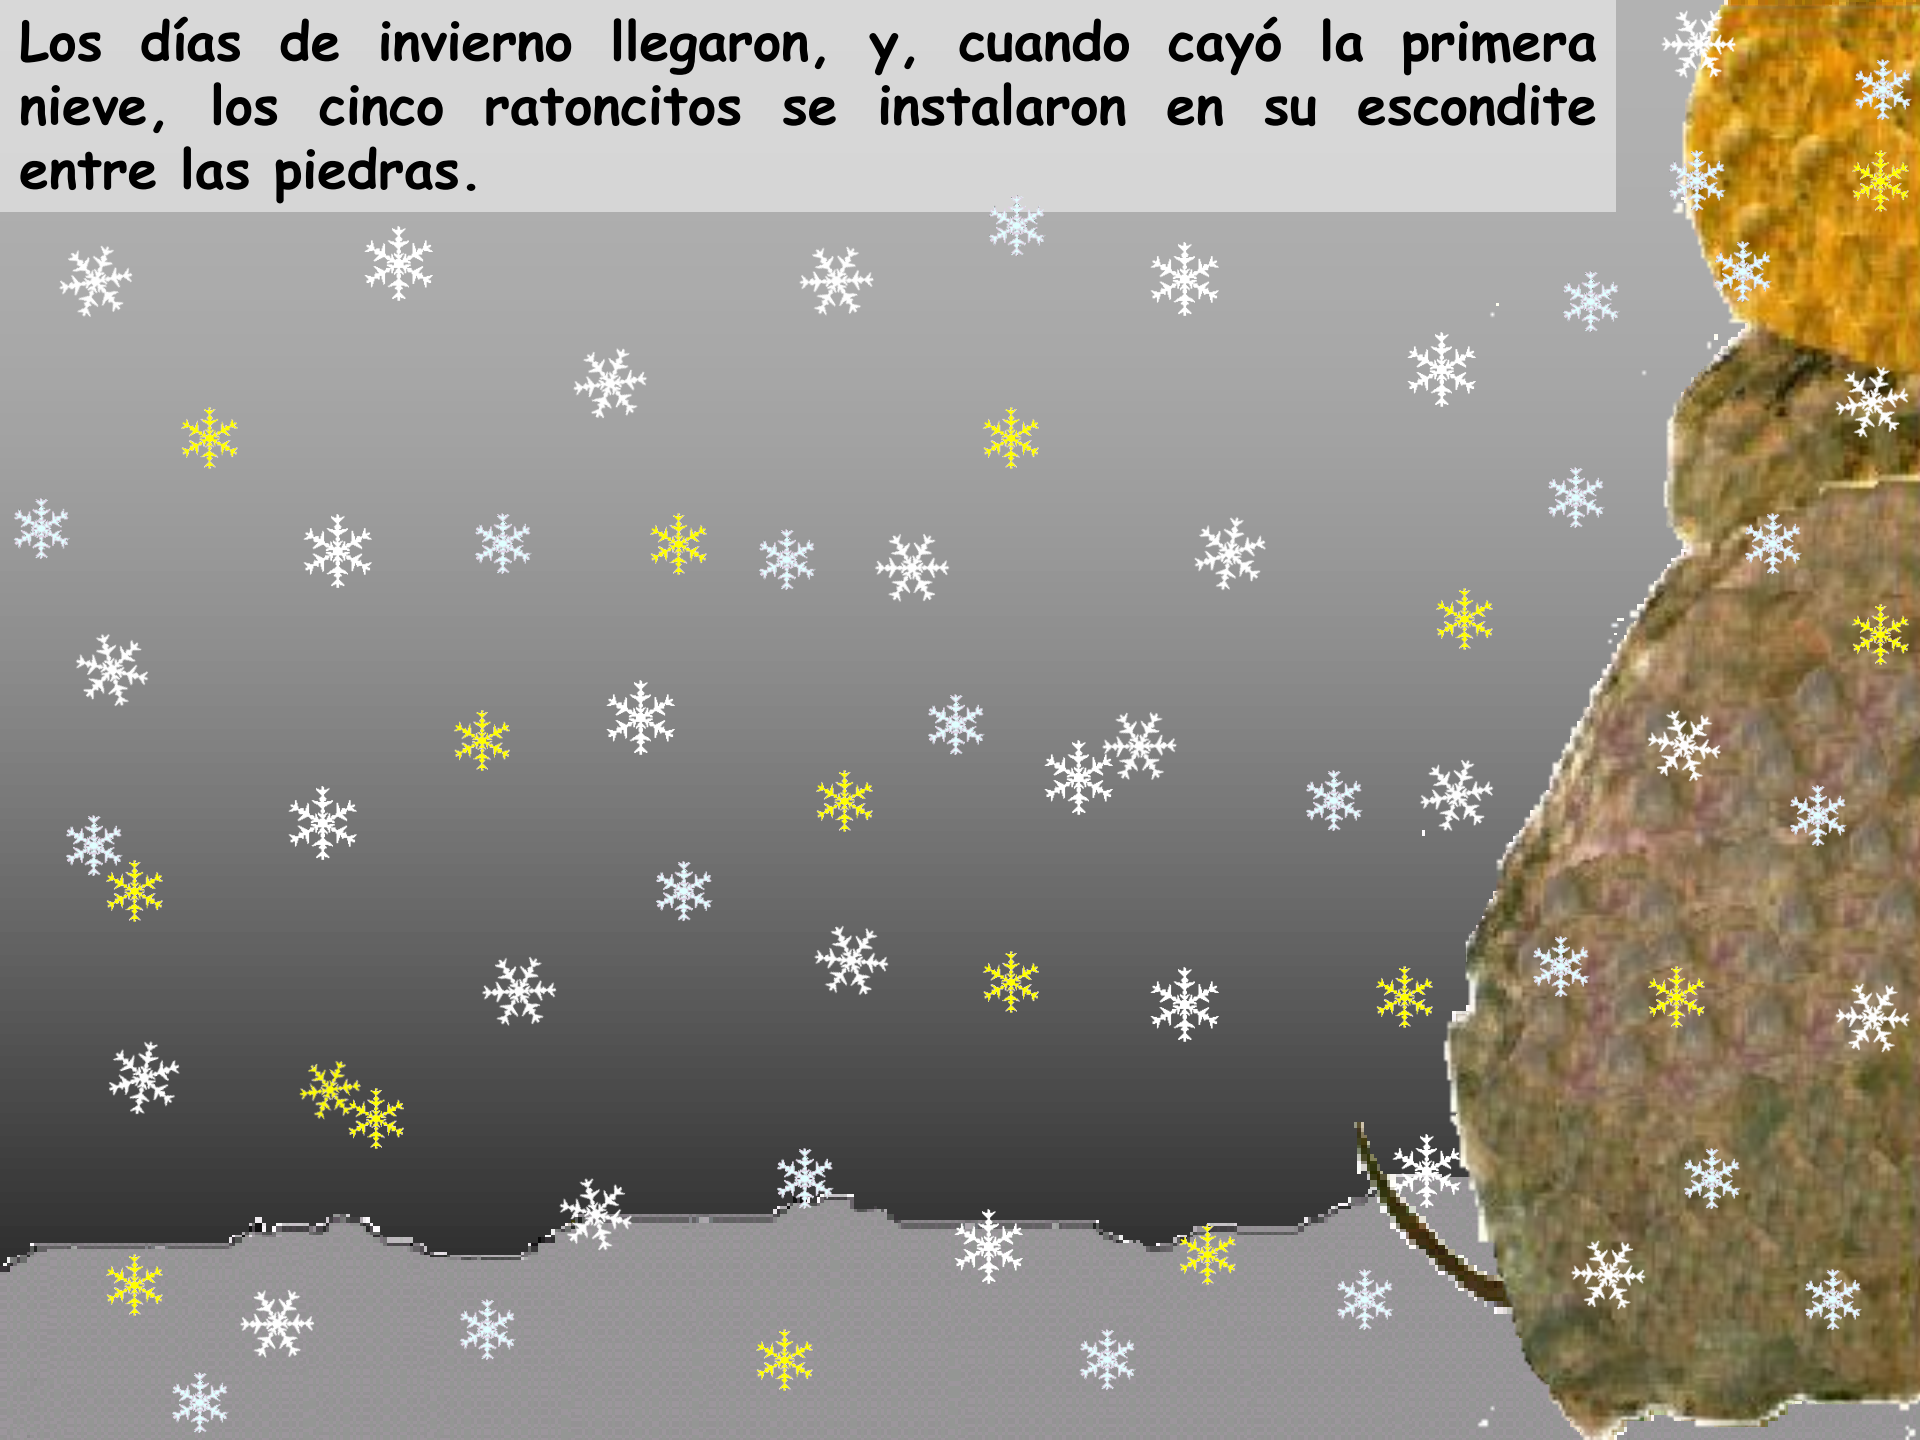 Los días de invierno llegaron, y, cuando cayó la primera
nieve, los cinco ratoncitos se instalaron en su escondite
entre las piedras.